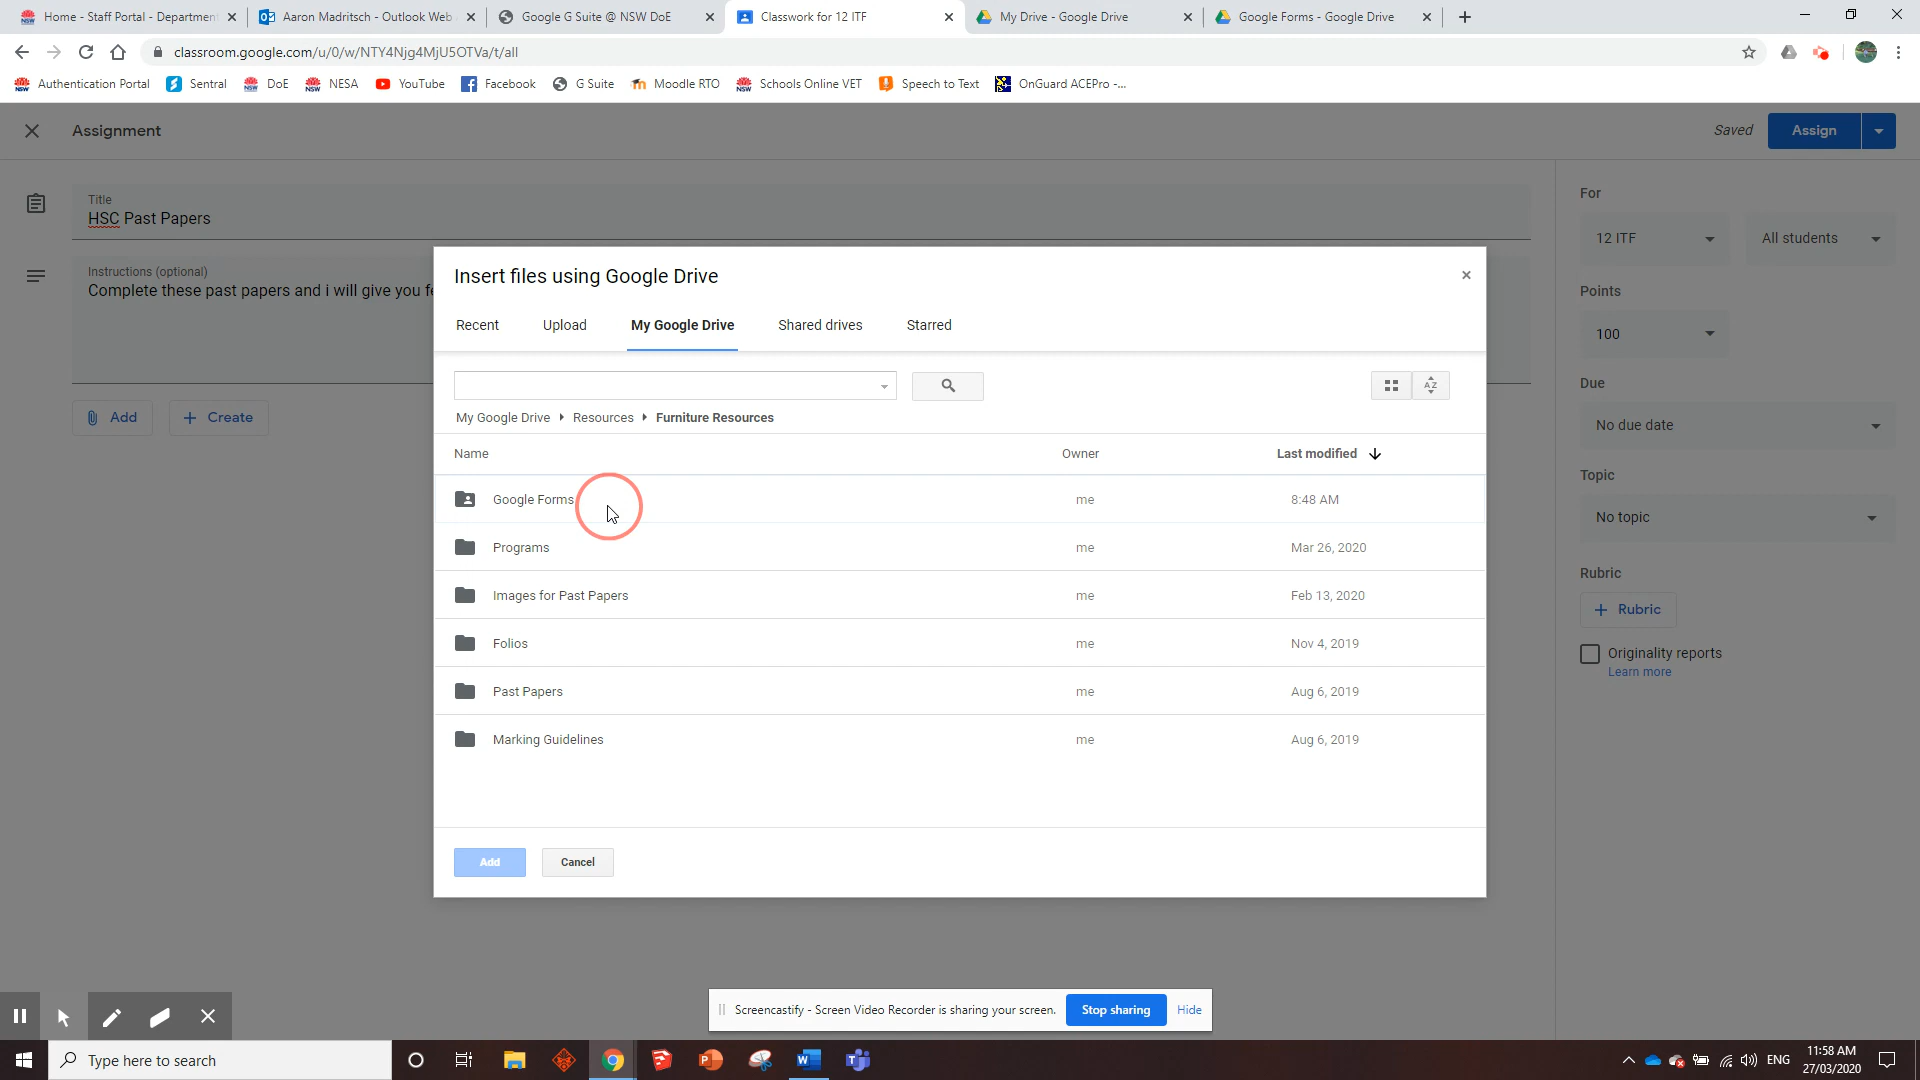 Home - Staff Portal - Department
Aaron Madritsch - Outlook Web
Google G Suite @ NSW DoE
Classwork for 12 ITF
My Drive - Google Drive
Google Forms - Google Drive
classroom.google.com/u/0/w/NTY4Njg4MjU5OTVa/t/all
Authentication Portal
Sentral
DoE
NESA
YouTube
Facebook
G Suite
Moodle RTO
Schools Online VET
Speech to Text
OnGuard ACEPro -...
Assignment
Saved
Assign
Title
HSC Past Papers
Instructions (optional)
Complete these past papers and i will give you fe
Add
Create
For
12 ITF
All students
Points
100
Due
No due date
Topic
No topic
Rubric
Rubric
Originality reports
Learn more
Insert files using Google Drive
Recent
Upload
My Google Drive
Shared drives
Starred
AZ
My Google Drive
Resources
Furniture Resources
Name
Owner
Last modified
Google Forms
me
8:48 AM
Programs
me
Mar 26, 2020
Images for Past Papers
me
Feb 13, 2020
Folios
me
Nov 4, 2019
Past Papers
me
Aug 6, 2019
Marking Guidelines
me
Aug 6, 2019
Add
Cancel
Screencastify - Screen Video Recorder is sharing your screen.
Stop sharing
Hide
Type here to search
ENG
11:58 AM
27/03/2020